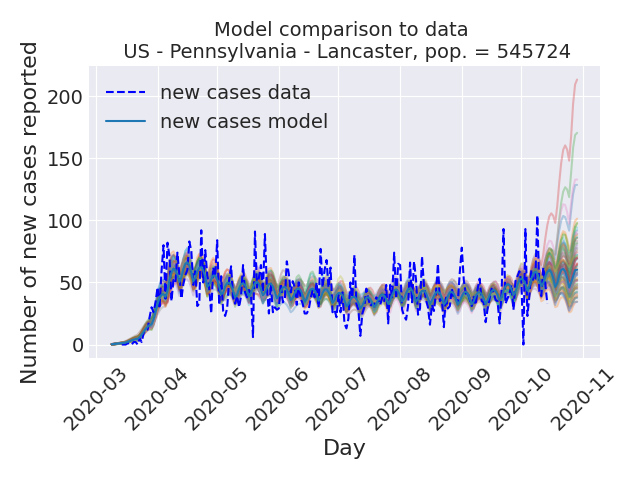 Model comparison to data
US - Pennsylvania - Lancaster, pop. = 545724
Number of new cases reported
200
150
100
50
0
new cases data
new cases model
2020-03
2020-04
2020-05
2020-06
2020-07
2020-08
2020-09
2020-10
2020-11
Day